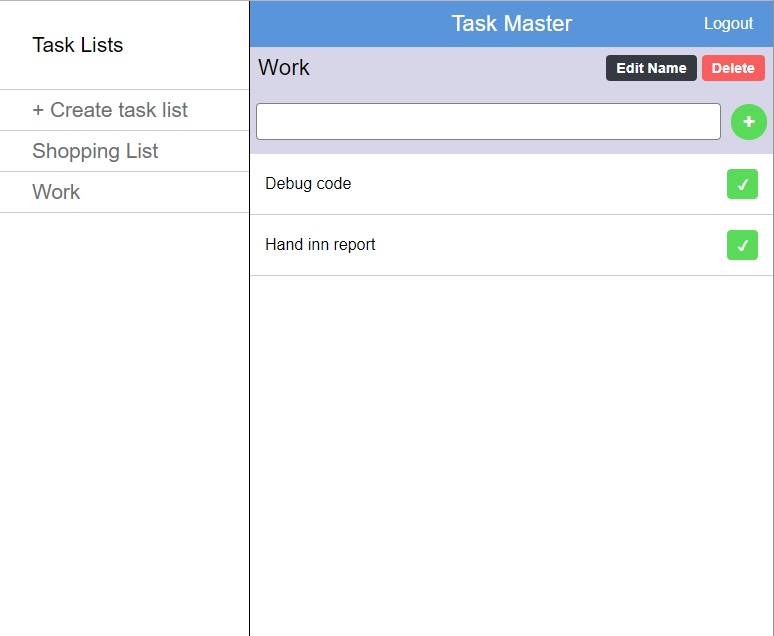 Task Lists
+ Create task list
Shopping List
Work
Task Master
Logout
Work
Edit Name
Delete
+
Debug code
✓
Hand inn report
✓